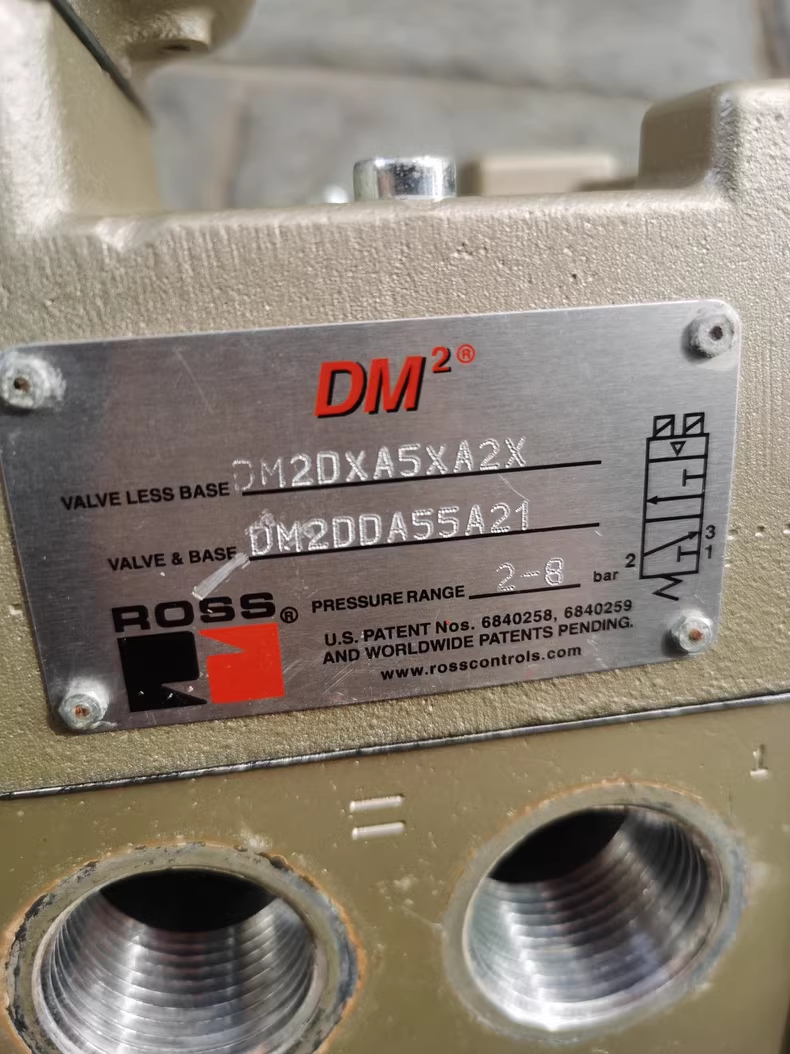 DM²®
VALVE LESS BASE DM2DXA5XA2X
VALVE & BASE DM2DDA55A21
PRESSURE RANGE 2-8 bar
2 3
1
ROSS®
U.S. PATENT Nos. 6840258, 6840259
AND WORLDWIDE PATENTS PENDING.
www.rosscontrols.com
1